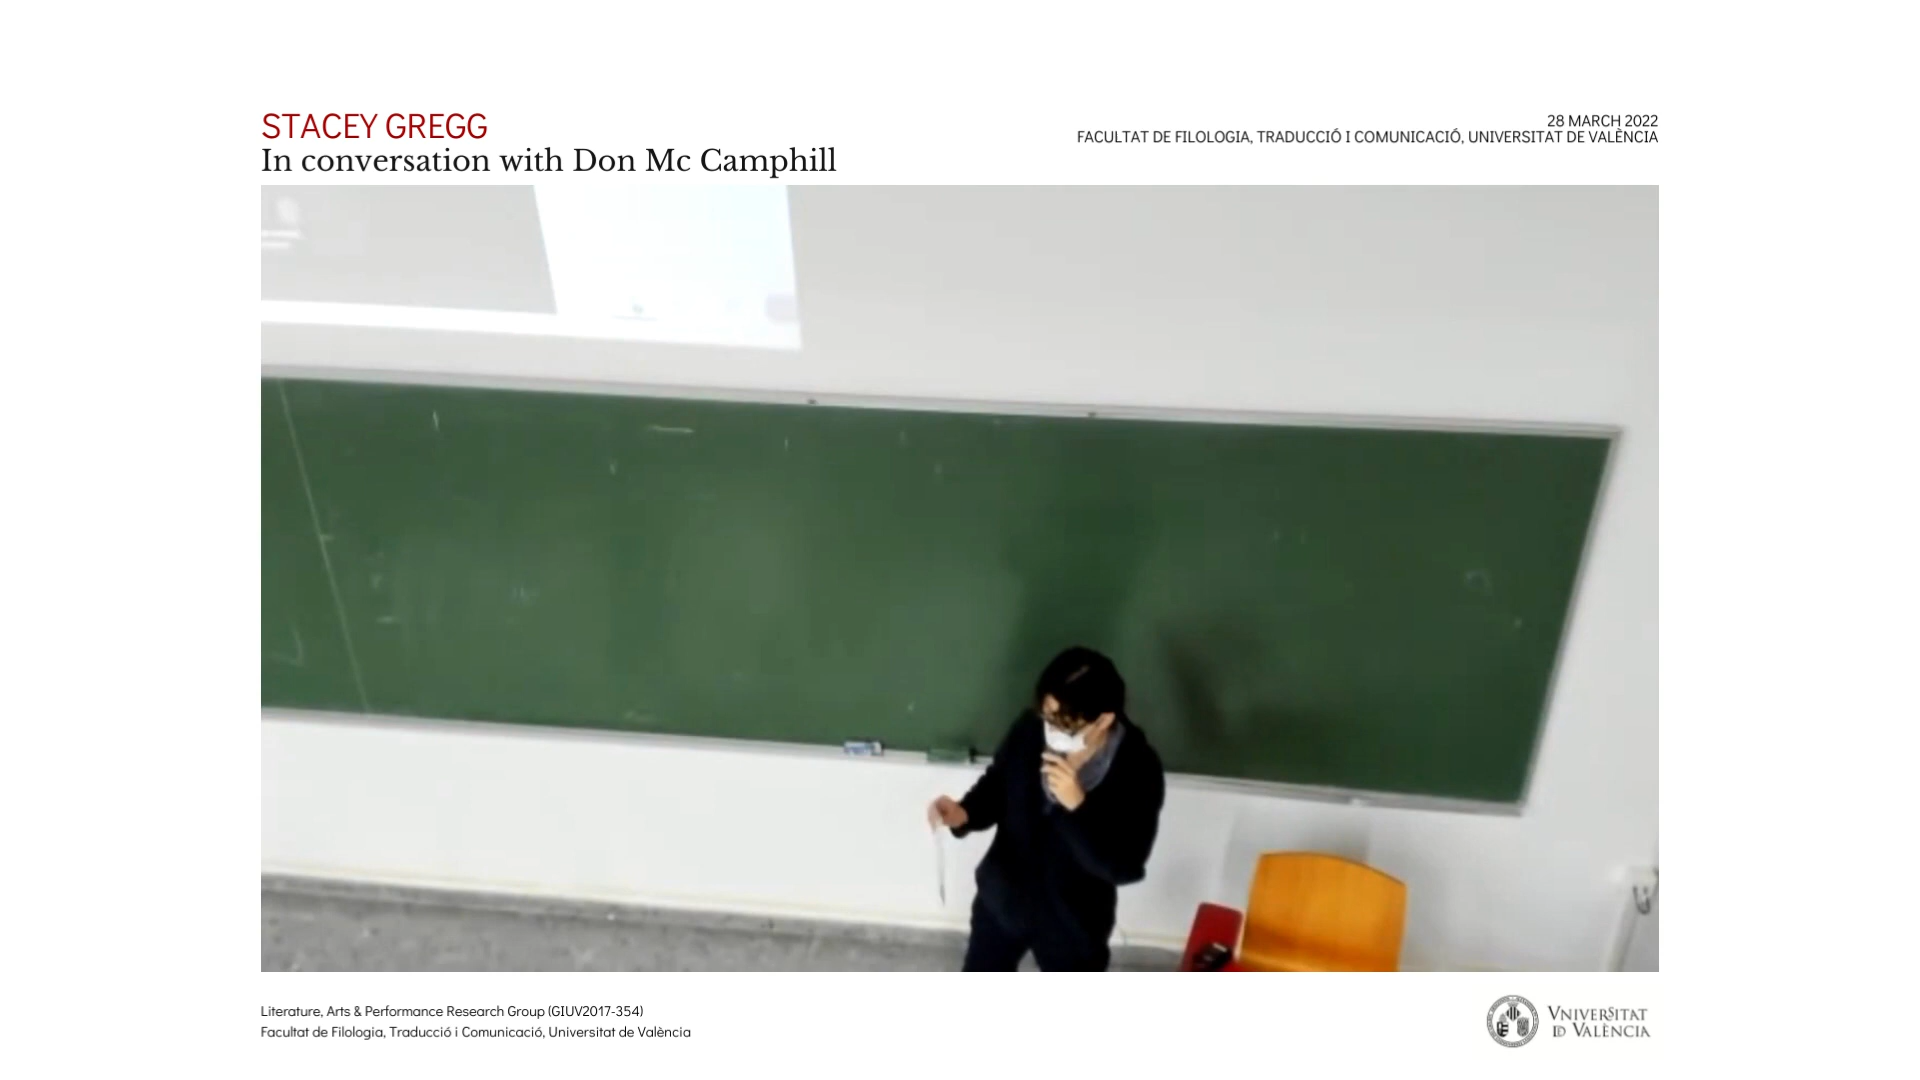 STACEY GREGG
In conversation with Don Mc Camphill
28 MARCH 2022
FACULTAT DE FILOLOGIA, TRADUCCIÓ I COMUNICACIÓ, UNIVERSITAT DE VALÈNCIA
Literature, Arts & Performance Research Group (GIUV2017-354)
Facultat de Filologia, Traducció i Comunicació, Universitat de València
VNIVERSITAT
ID VALÈNCIA